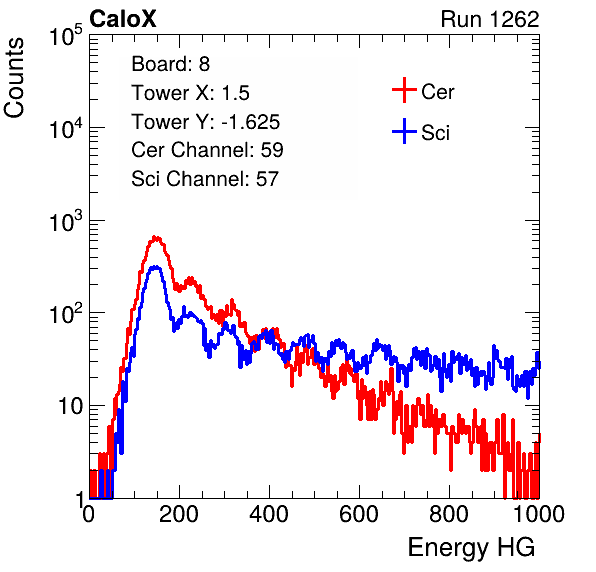 CaloX Run 1262
Counts
10^5
10^4
10^3
10^2
10
1
Board: 8
Tower X: 1.5
Tower Y: -1.625
Cer Channel: 59
Sci Channel: 57
Cer
Sci
0 200 400 600 800 1000
Energy HG